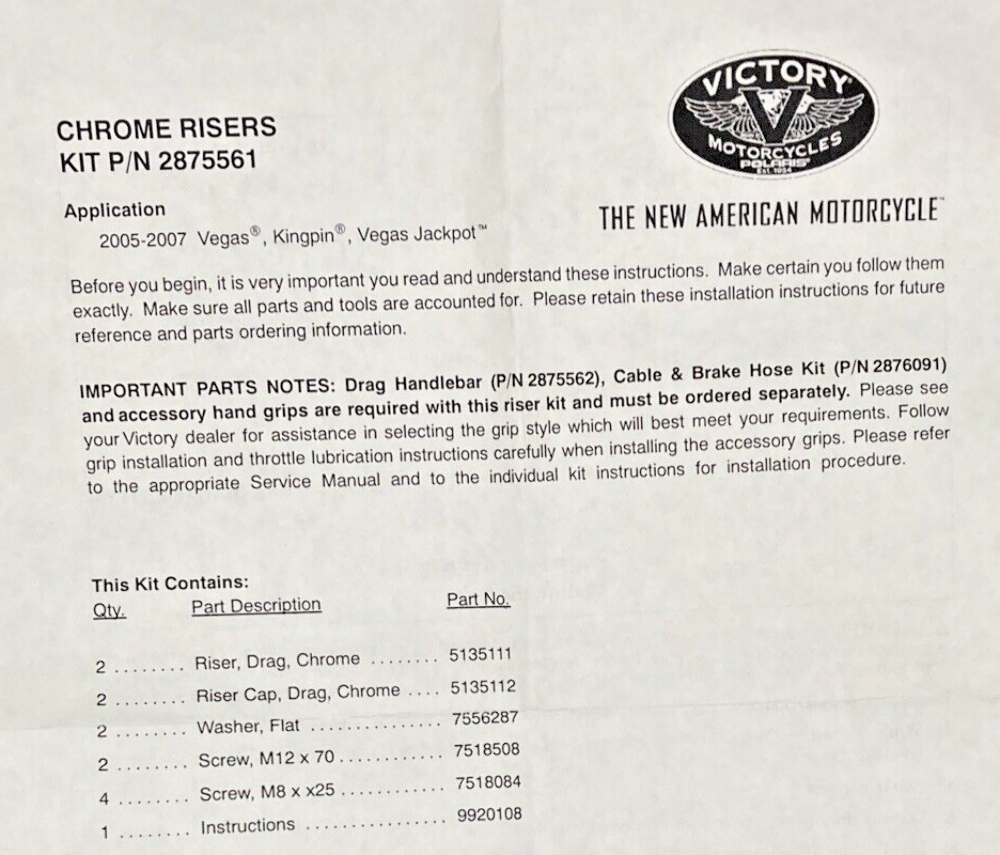 VICTORY®
MOTORCYCLES
POLARIS®
Est. 1954
CHROME RISERS
KIT P/N 2875561
THE NEW AMERICAN MOTORCYCLE™
Application
2005-2007 Vegas®, Kingpin®, Vegas Jackpot™
Before you begin, it is very important you read and understand these instructions. Make certain you follow them
exactly. Make sure all parts and tools are accounted for. Please retain these installation instructions for future
reference and parts ordering information.
IMPORTANT PARTS NOTES: Drag Handlebar (P/N 2875562), Cable & Brake Hose Kit (P/N 2876091)
and accessory hand grips are required with this riser kit and must be ordered separately. Please see
your Victory dealer for assistance in selecting the grip style which will best meet your requirements. Follow
grip installation and throttle lubrication instructions carefully when installing the accessory grips. Please refer
to the appropriate Service Manual and to the individual kit instructions for installation procedure.
This Kit Contains:
Qty. Part Description Part No.
2 ........ Riser, Drag, Chrome ........ 5135111
2 ........ Riser Cap, Drag, Chrome .... 5135112
2 ........ Washer, Flat ............... 7556287
2 ........ Screw, M12 x 70 ............ 7518508
4 ........ Screw, M8 x x25 ............ 7518084
1 ........ Instructions ................ 9920108